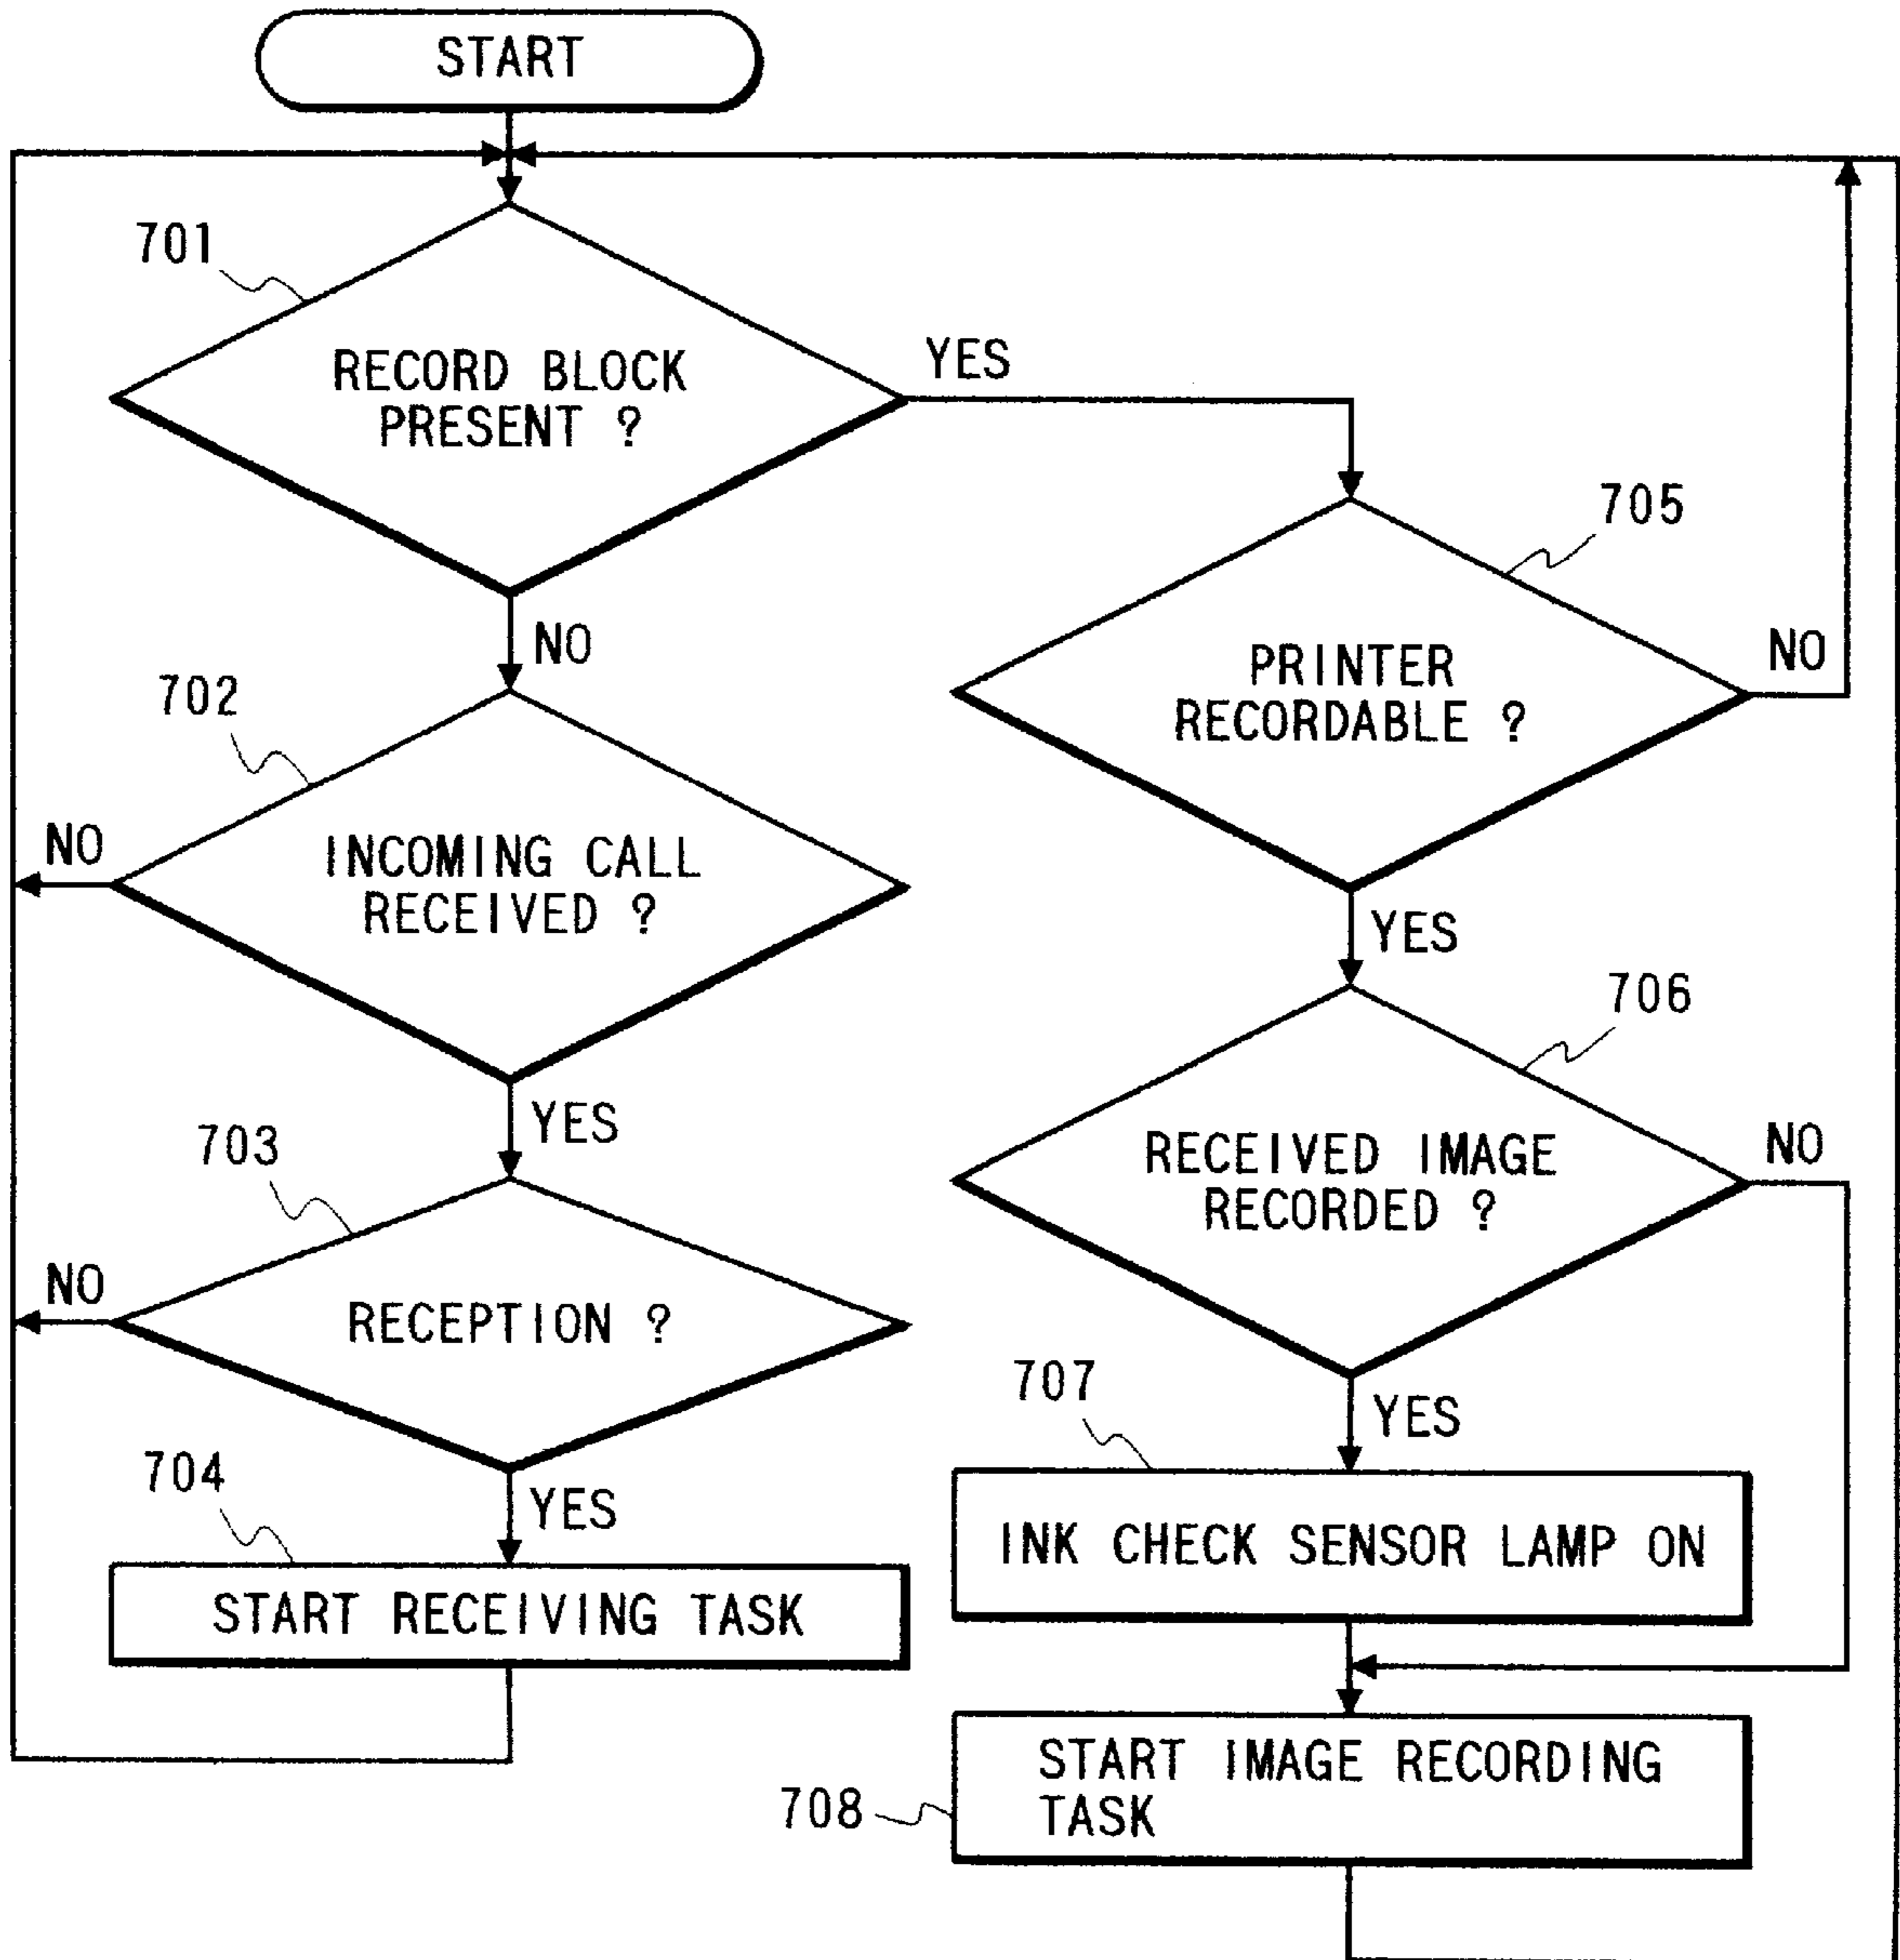 START
701
RECORD BLOCK
PRESENT ?
YES
NO
702
INCOMING CALL
RECEIVED ?
NO
YES
703
RECEPTION ?
NO
YES
704
START RECEIVING TASK
705
PRINTER
RECORDABLE ?
NO
YES
706
RECEIVED IMAGE
RECORDED ?
NO
YES
707
INK CHECK SENSOR LAMP ON
708
START IMAGE RECORDING
TASK